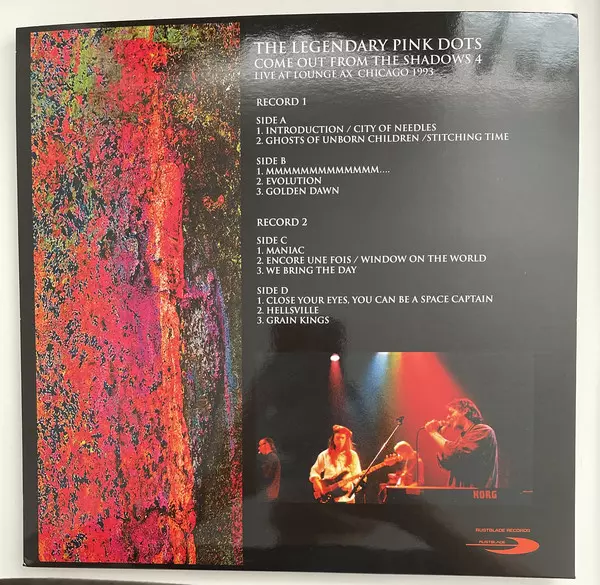 THE LEGENDARY PINK DOTS
COME OUT FROM THE SHADOWS 4
LIVE AT LOUNGE AX CHICAGO 1993
RECORD 1
SIDE A
1. INTRODUCTION / CITY OF NEEDLES
2. GHOSTS OF UNBORN CHILDREN /STITCHING TIME
SIDE B
1. MMMMMMMMMMMMM....
2. EVOLUTION
3. GOLDEN DAWN
RECORD 2
SIDE C
1. MANIAC
2. ENCORE UNE FOIS / WINDOW ON THE WORLD
3. WE BRING THE DAY
SIDE D
1. CLOSE YOUR EYES, YOU CAN BE A SPACE CAPTAIN
2. HELLSVILLE
3. GRAIN KINGS
KORG
RUSTBLADE RECORDS
RUSTBLADE